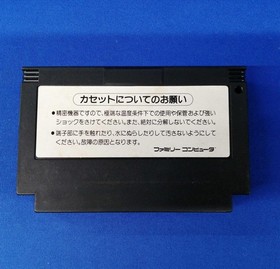 カセットについてのお願い
●精密機器ですので、極端な温度条件下での使用や保管および強い
ショックをさけてください。また、絶対に分解しないでください。
●端子部に手を触れたり、水にぬらしたりして汚さないようにして
ください。故障の原因となります。
ファミリー コンピュータ